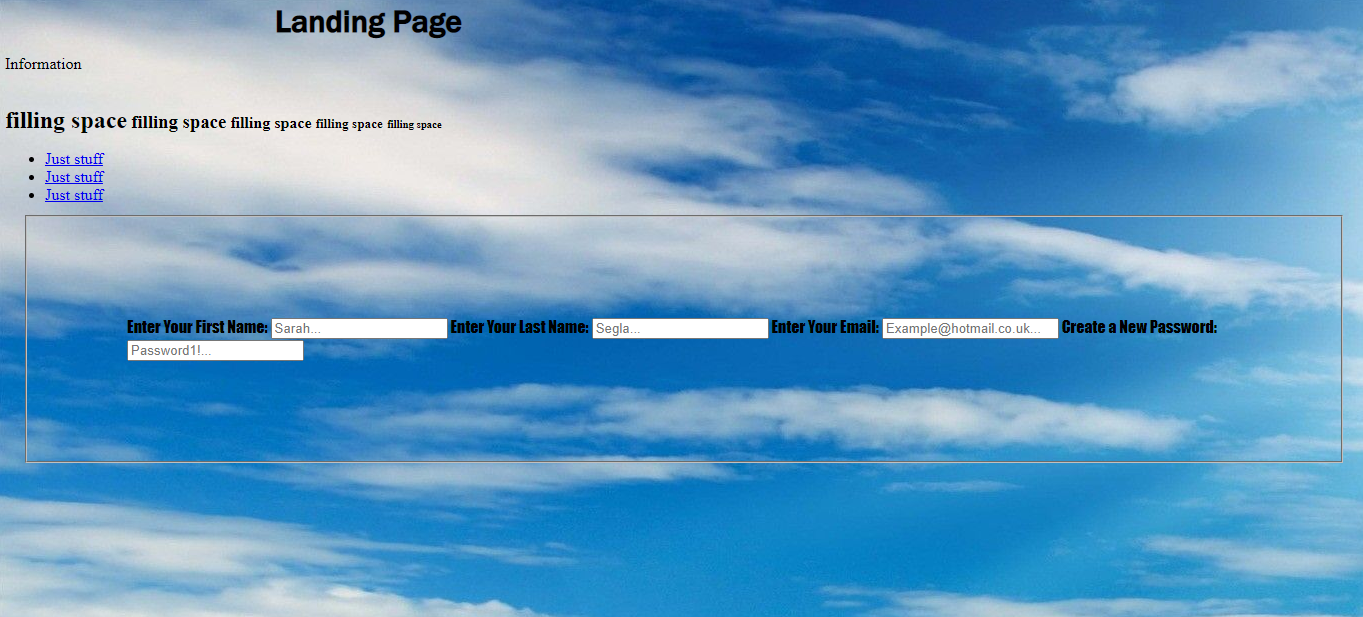 Landing Page
Information
filling space filling space filling space filling space filling space
Just stuff
Just stuff
Just stuff
Enter Your First Name: Sarah... Enter Your Last Name: Segla... Enter Your Email: Example@hotmail.co.uk... Create a New Password:
Password1!...